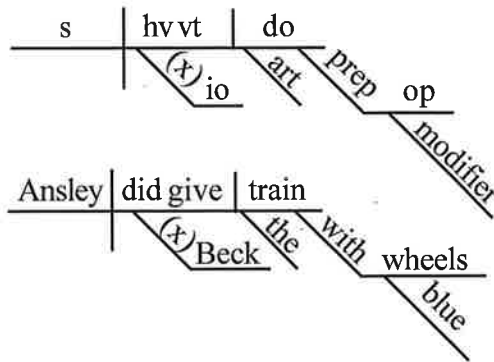 s hv vt do
(x) io art prep op
modifier
Ansley did give train
(x) Beck the with wheels
blue